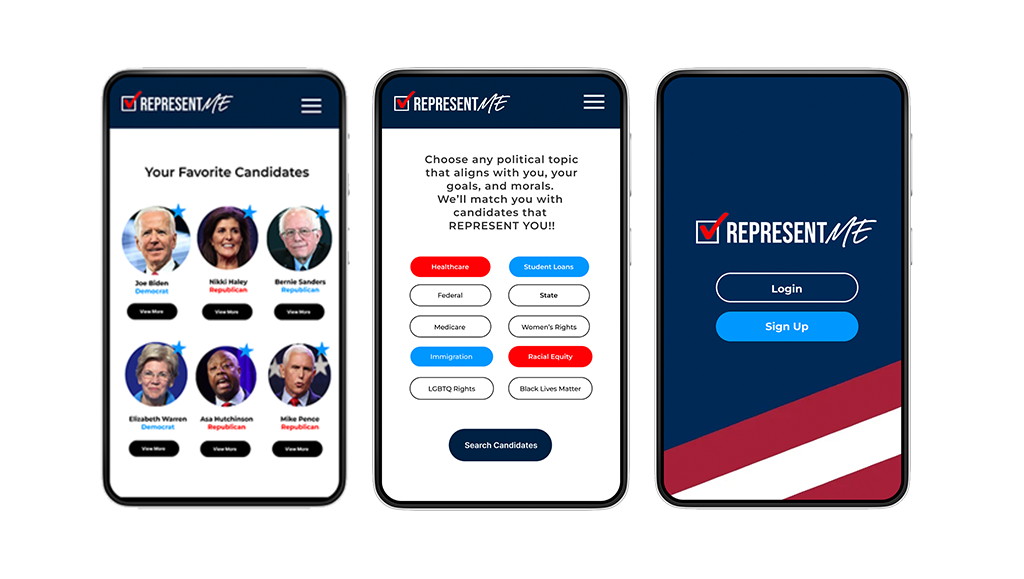 REPRESENTME
Your Favorite Candidates
Joe Biden
Democrat
View More
Nikki Haley
Republican
View More
Bernie Sanders
Republican
View More
Elizabeth Warren
Democrat
View More
Asa Hutchinson
Republican
View More
Mike Pence
Republican
View More
REPRESENTME
Choose any political topic
that aligns with you, your
goals, and morals.
We'll match you with
candidates that
REPRESENT YOU!!
Healthcare
Student Loans
Federal
State
Medicare
Women's Rights
Immigration
Racial Equity
LGBTQ Rights
Black Lives Matter
Search Candidates
REPRESENTME
Login
Sign Up